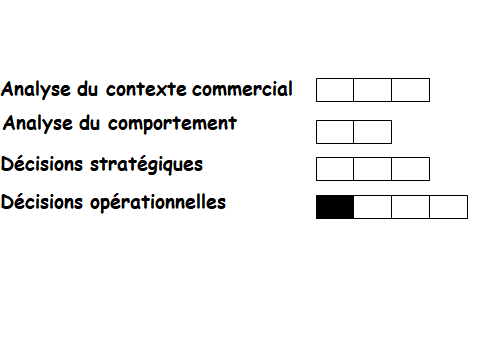 Analyse du contexte commercial
Analyse du comportement
Décisions stratégiques
Décisions opérationnelles